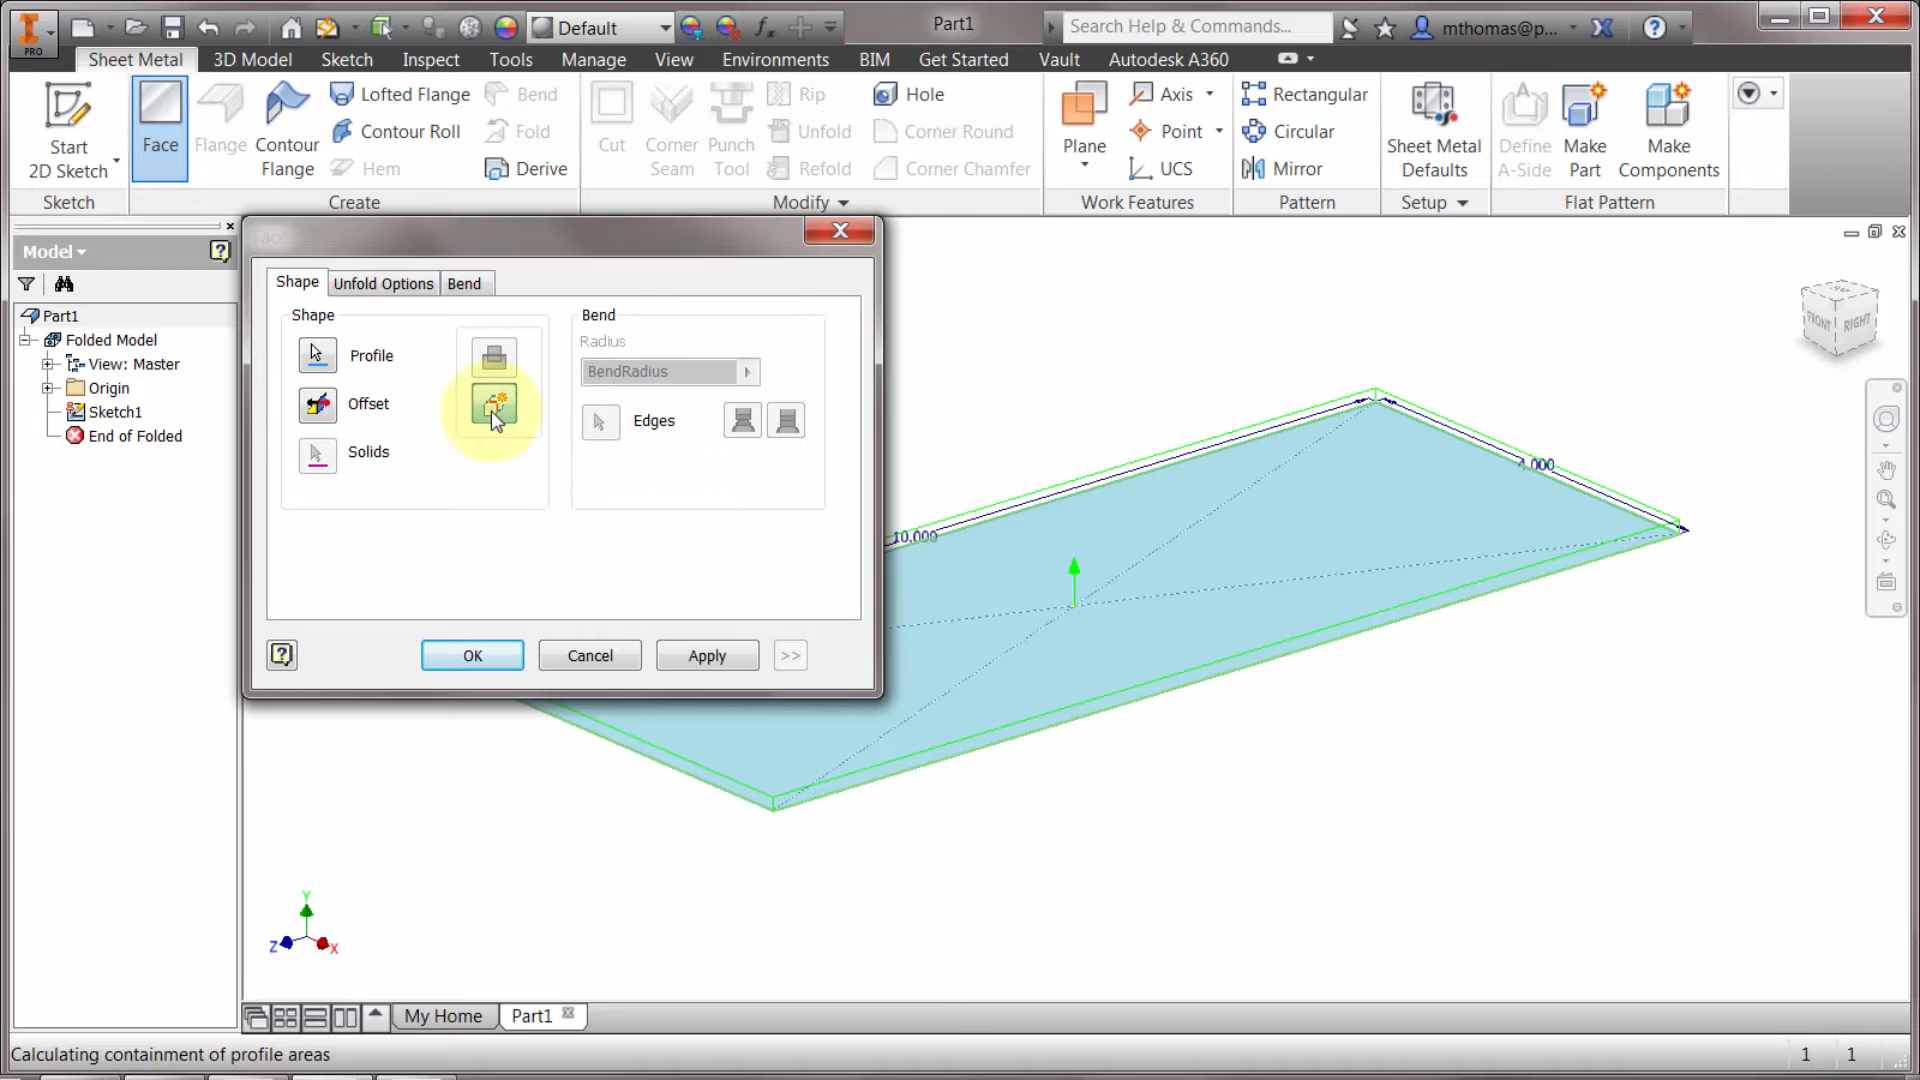 PRO
Default
Part1
Search Help & Commands...
mthomas@p...
Sheet Metal
3D Model
Sketch
Inspect
Tools
Manage
View
Environments
BIM
Get Started
Vault
Autodesk A360
Start
2D Sketch
Face
Flange
Contour
Flange
Lofted Flange
Contour Roll
Hem
Bend
Fold
Derive
Cut
Corner
Seam
Punch
Tool
Rip
Unfold
Refold
Hole
Corner Round
Corner Chamfer
Plane
Axis
Point
UCS
Rectangular
Circular
Mirror
Sheet Metal
Defaults
Define
A-Side
Make
Part
Make
Components
Sketch
Create
Modify
Work Features
Pattern
Setup
Flat Pattern
Model
Part1
Folded Model
View: Master
Origin
Sketch1
End of Folded
Face
Shape
Unfold Options
Bend
Shape
Profile
Offset
Solids
Bend
Radius
BendRadius
Edges
OK
Cancel
Apply
>>
10.000
4.000
FRONT
RIGHT
Y
Z
X
My Home
Part1
Calculating containment of profile areas
1
1